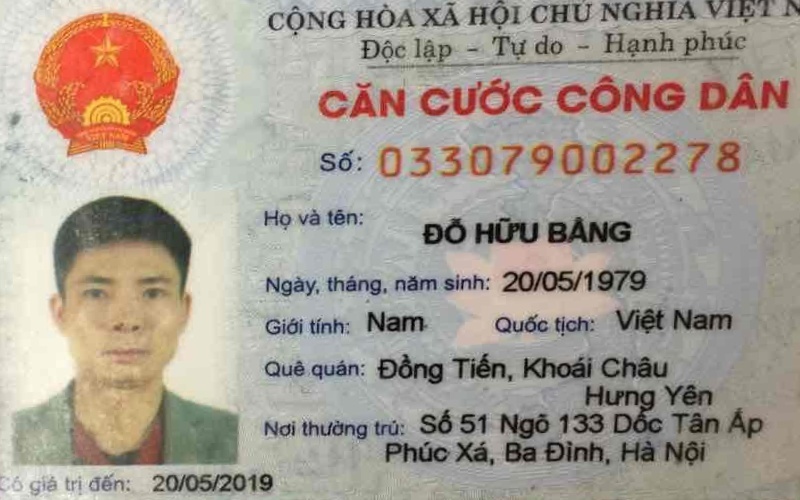 CỘNG HÒA XÃ HỘI CHỦ NGHĨA VIỆT N
Độc lập - Tự do - Hạnh phúc
CĂN CƯỚC CÔNG DÂN
Số: 033079002278
Họ và tên: ĐỖ HỮU BẰNG
Ngày, tháng, năm sinh: 20/05/1979
Giới tính: Nam Quốc tịch: Việt Nam
Quê quán: Đồng Tiến, Khoái Châu
Hưng Yên
Nơi thường trú: Số 51 Ngõ 133 Dốc Tân Ấp
Phúc Xá, Ba Đình, Hà Nội
Có giá trị đến: 20/05/2019
VIỆT NAM